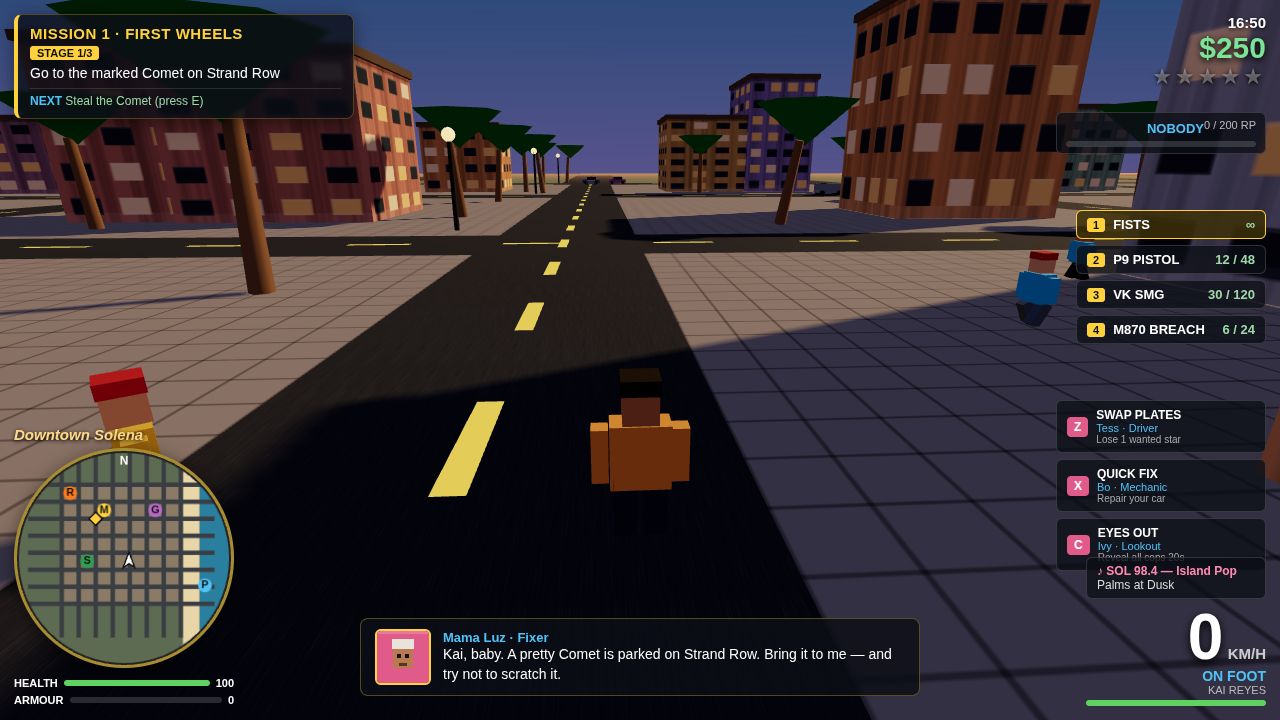 MISSION 1 · FIRST WHEELS
STAGE 1/3
Go to the marked Comet on Strand Row
NEXT Steal the Comet (press E)
16:50
$250
NOBODY 0 / 200 RP
1 FISTS ∞
2 P9 PISTOL 12 / 48
3 VK SMG 30 / 120
4 M870 BREACH 6 / 24
Z SWAP PLATES
Tess · Driver
Lose 1 wanted star
X QUICK FIX
Bo · Mechanic
Repair your car
C EYES OUT
Ivy · Lookout
Reveal all cops 30s
♪ SOL 98.4 — Island Pop
Palms at Dusk
Downtown Solena
N
R
M
G
S
P
HEALTH 100
ARMOUR 0
Mama Luz · Fixer
Kai, baby. A pretty Comet is parked on Strand Row. Bring it to me — and
try not to scratch it.
0 KM/H
ON FOOT
KAI REYES